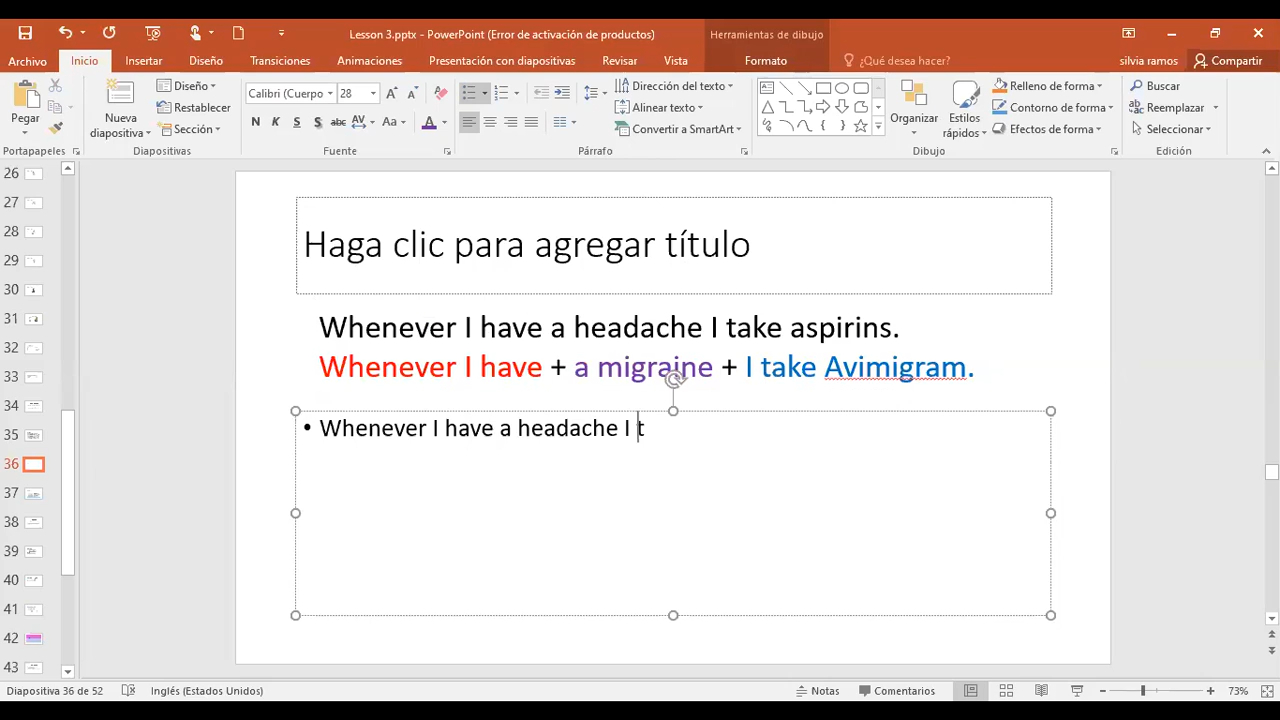 Lesson 3.pptx - PowerPoint (Error de activación de productos)
Herramientas de dibujo
Archivo
Inicio
Insertar
Diseño
Transiciones
Animaciones
Presentación con diapositivas
Revisar
Vista
Formato
¿Qué desea hacer?
silvia ramos
Compartir
Pegar
Nueva
diapositiva
Diseño
Restablecer
Sección
Calibri (Cuerpo)
28
N K S S abc AV Aa A
Dirección del texto
Alinear texto
Convertir a SmartArt
Organizar
Estilos
rápidos
Relleno de forma
Contorno de forma
Efectos de forma
Buscar
Reemplazar
Seleccionar
Portapapeles
Diapositivas
Fuente
Párrafo
Dibujo
Edición
26
27
28
29
30
31
32
33
34
35
36
37
38
39
40
41
42
43
Haga clic para agregar título
Whenever I have a headache I take aspirins.
Whenever I have + a migraine + I take Avimigram.
• Whenever I have a headache I t
Diapositiva 36 de 52
Inglés (Estados Unidos)
Notas
Comentarios
73%